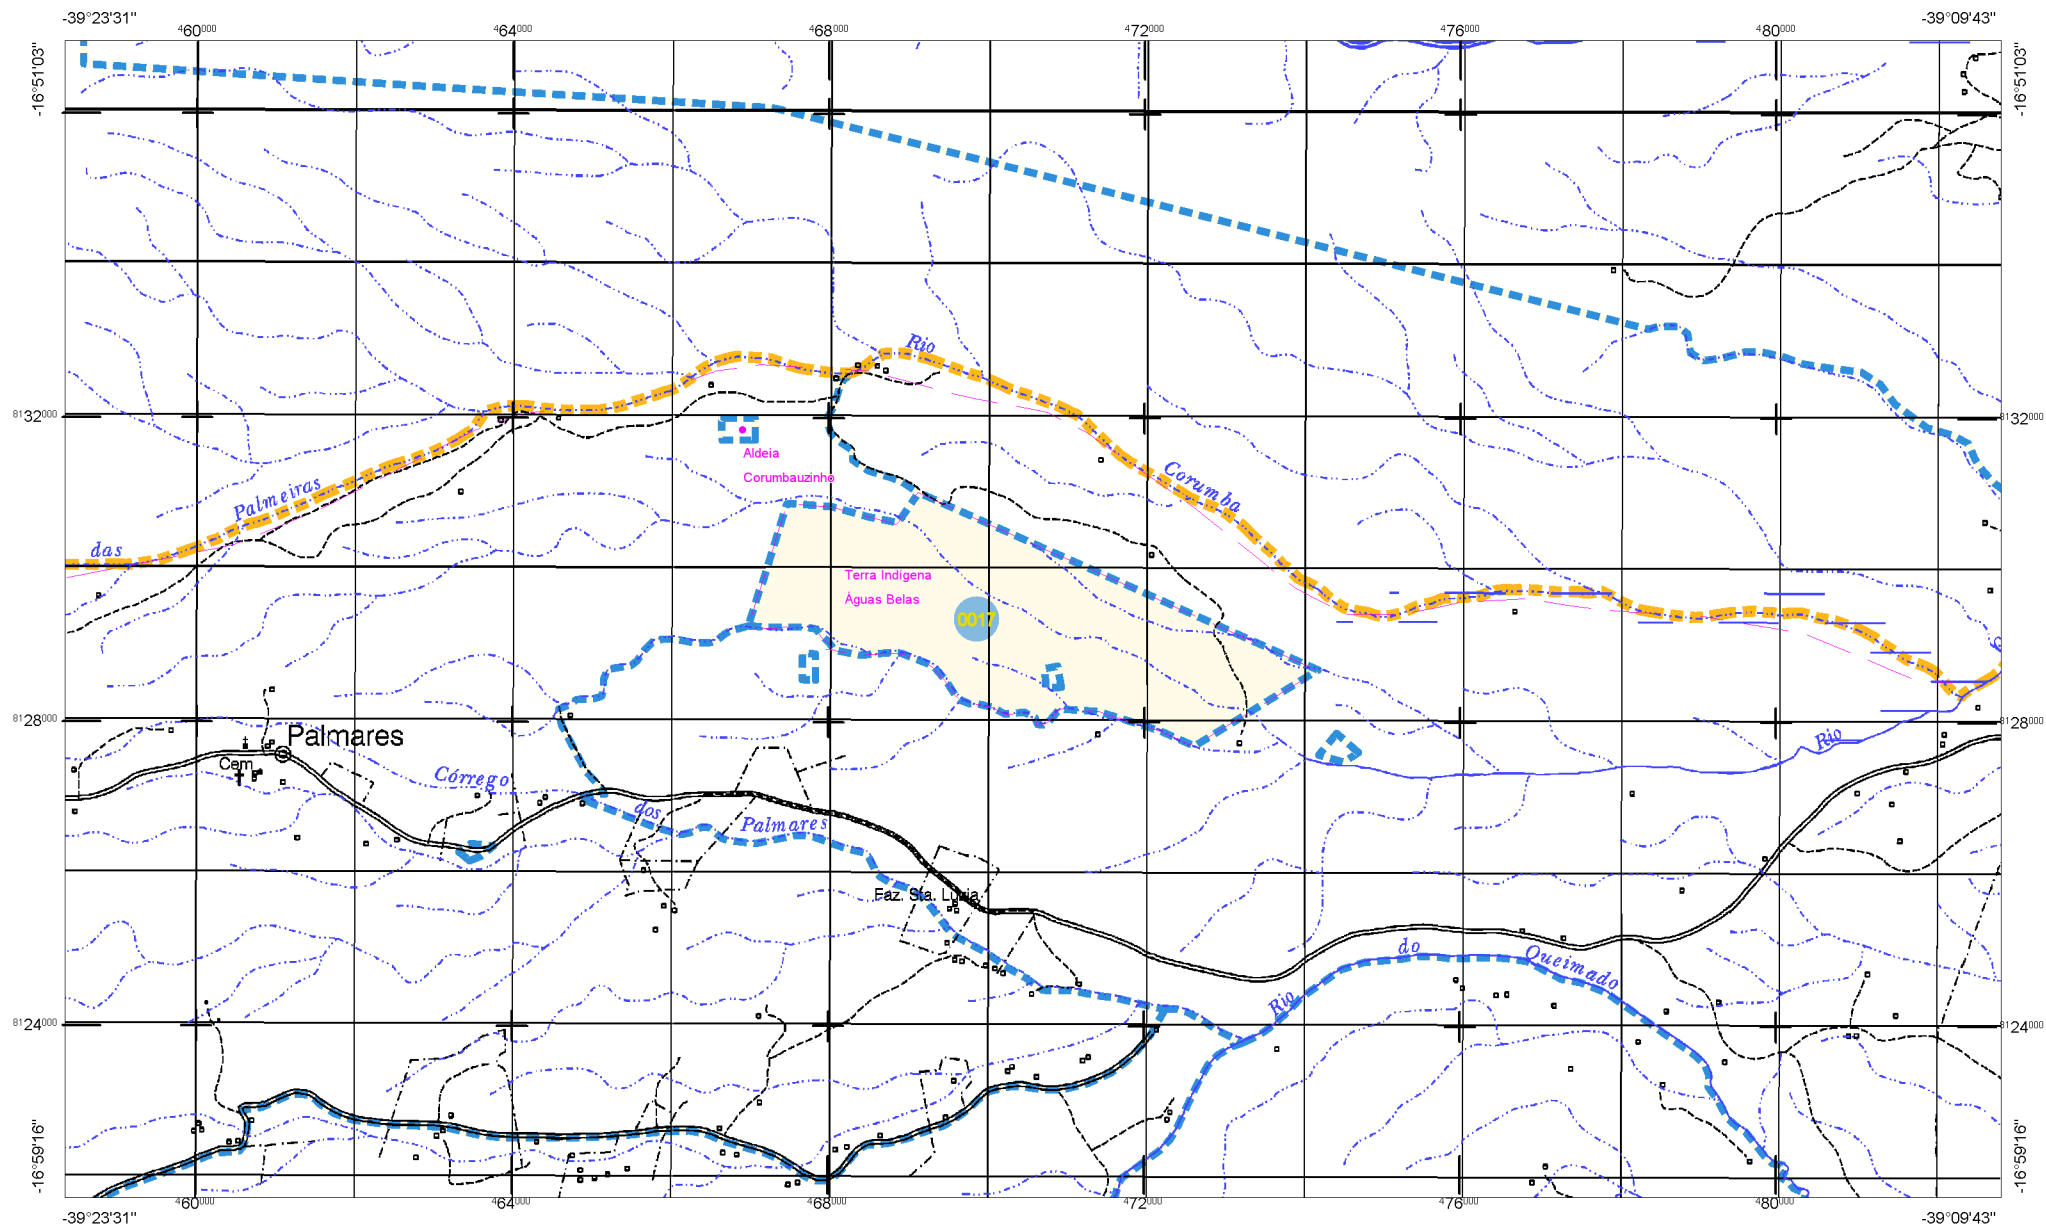 -39°23'31"
-39°09'43"
460000
464000
468000
472000
476000
480000
-16°51'03"
-16°51'03"
Rio
8132000
8132000
Aldeia
Corumbauzinho
Corumba
Palmeiras
das
Terra Indígena
Águas Belas
0017
8128000
8128000
Palmares
Rio
Cem
Córrego
dos
Palmares
Faz. Sta. Luzia
do
Queimado
Rio
8124000
8124000
-16°59'16"
-16°59'16"
460000
464000
468000
472000
476000
480000
-39°23'31"
-39°09'43"